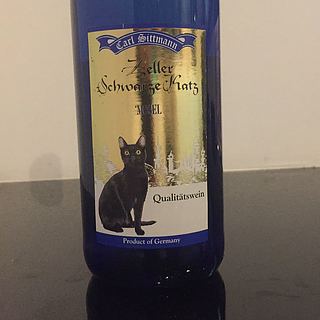 Carl Sittmann
Zeller
Schwarze Katz
MOSEL
Qualitätswein
Product of Germany